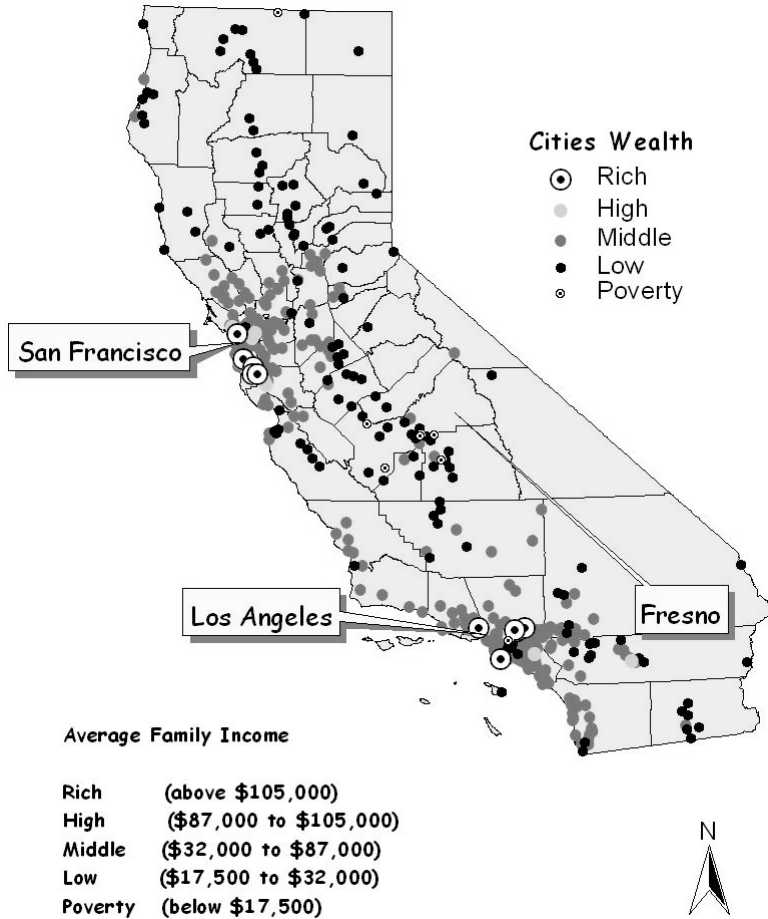 Cities Wealth
Rich
High
Middle
Low
Poverty
San Francisco
Los Angeles
Fresno
Average Family Income
Rich (above $105,000)
High ($87,000 to $105,000)
Middle ($32,000 to $87,000)
Low ($17,500 to $32,000)
Poverty (below $17,500)
N